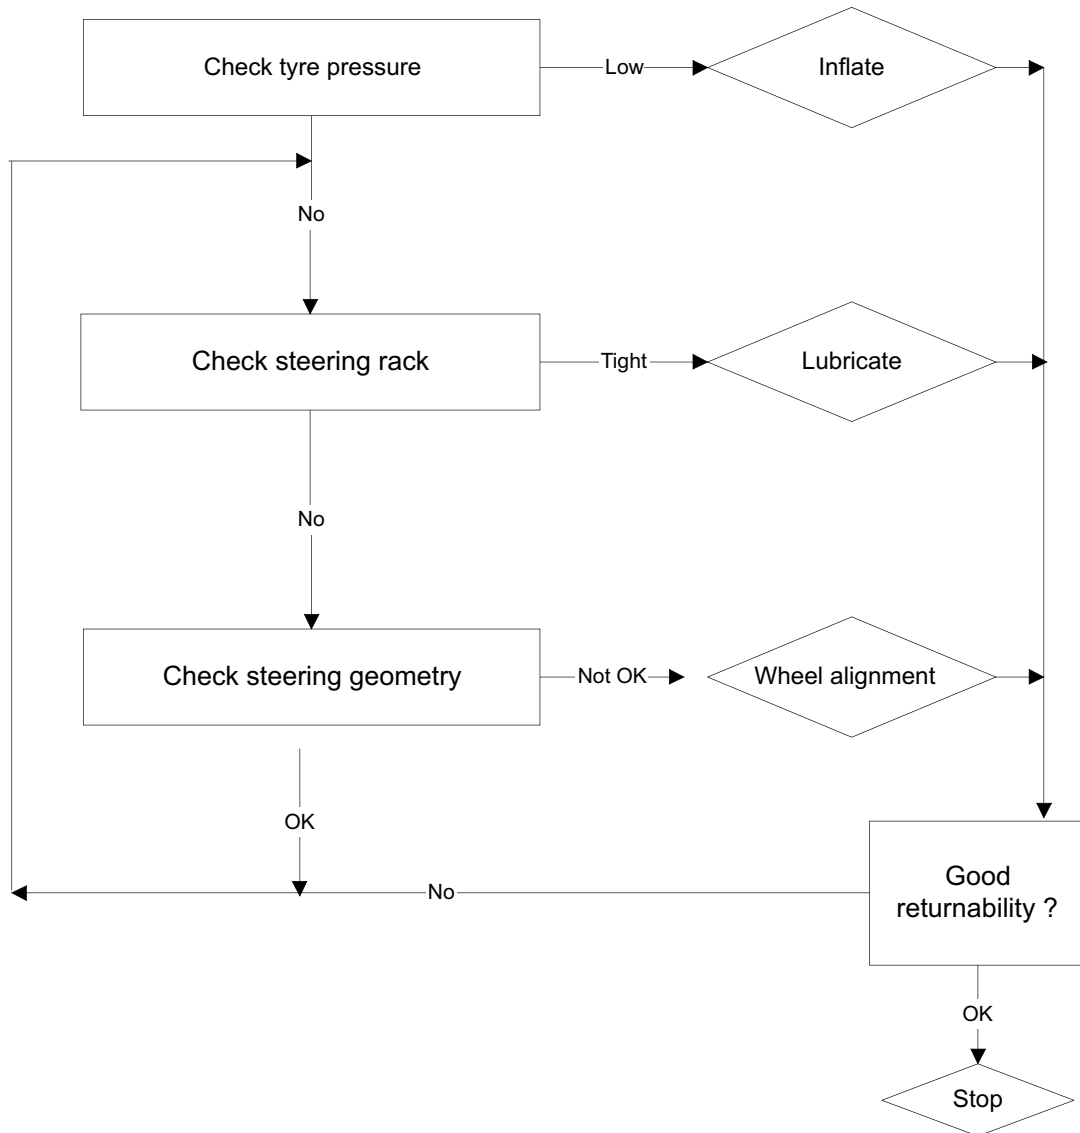 Check tyre pressure
Low
Inflate
No
Check steering rack
Tight
Lubricate
No
Check steering geometry
Not OK
Wheel alignment
OK
No
Good
returnability ?
OK
Stop